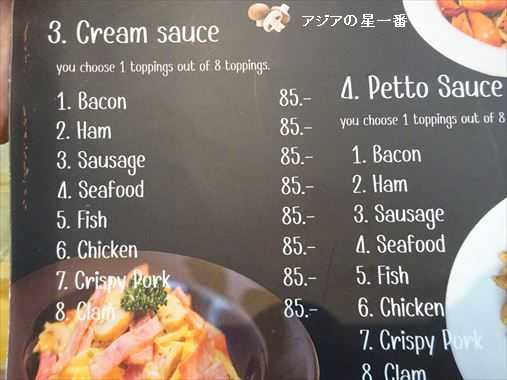 アジアの星一番
3. Cream sauce
you choose 1 toppings out of 8 toppings.
1. Bacon 85.-
2. Ham 85.-
3. Sausage 85.-
4. Seafood 85.-
5. Fish 85.-
6. Chicken 85.-
7. Crispy Pork 85.-
8. Clam 85.-
4. Petto Sauce
you choose 1 toppings out of 8
1. Bacon
2. Ham
3. Sausage
4. Seafood
5. Fish
6. Chicken
7. Crispy Pork
8. Clam